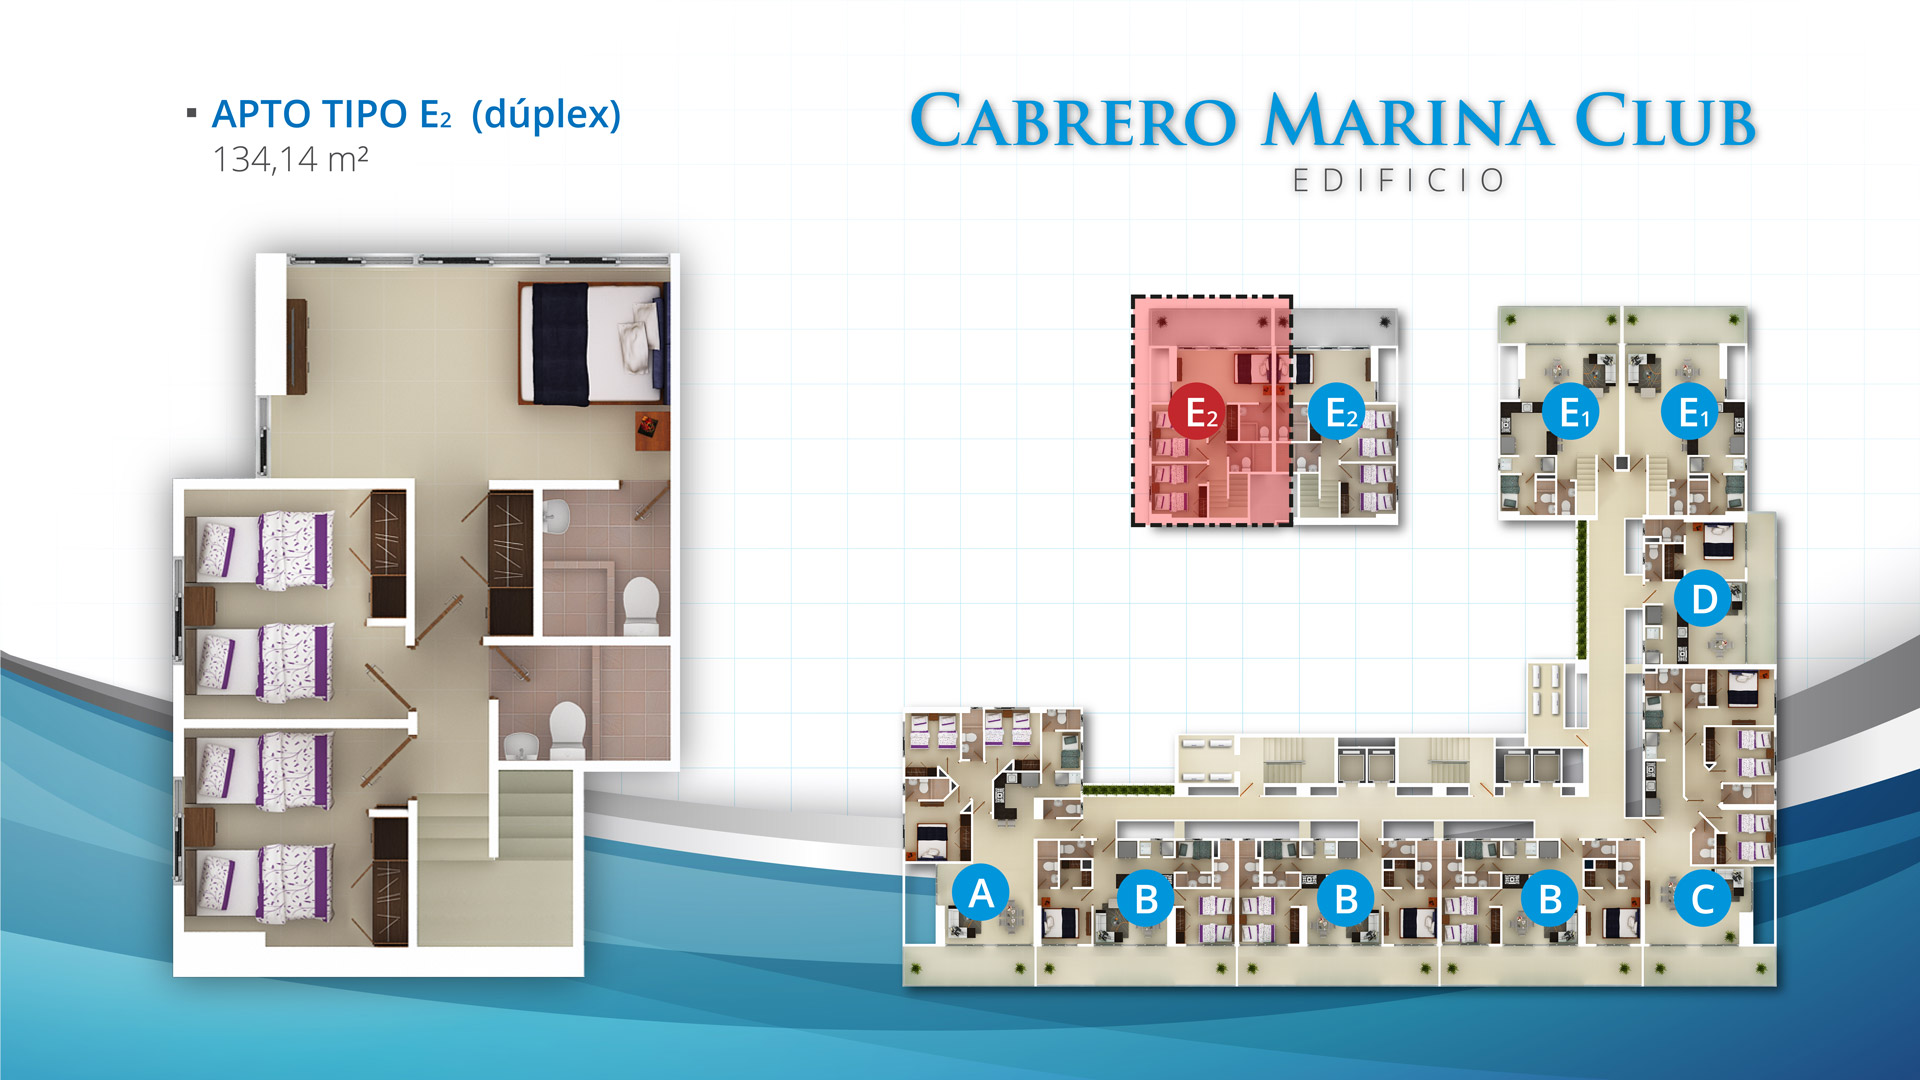 ▪ APTO TIPO E2 (dúplex)
134,14 m²
CABRERO MARINA CLUB
EDIFICIO
E2
E2
E1
E1
D
A
B
B
B
C